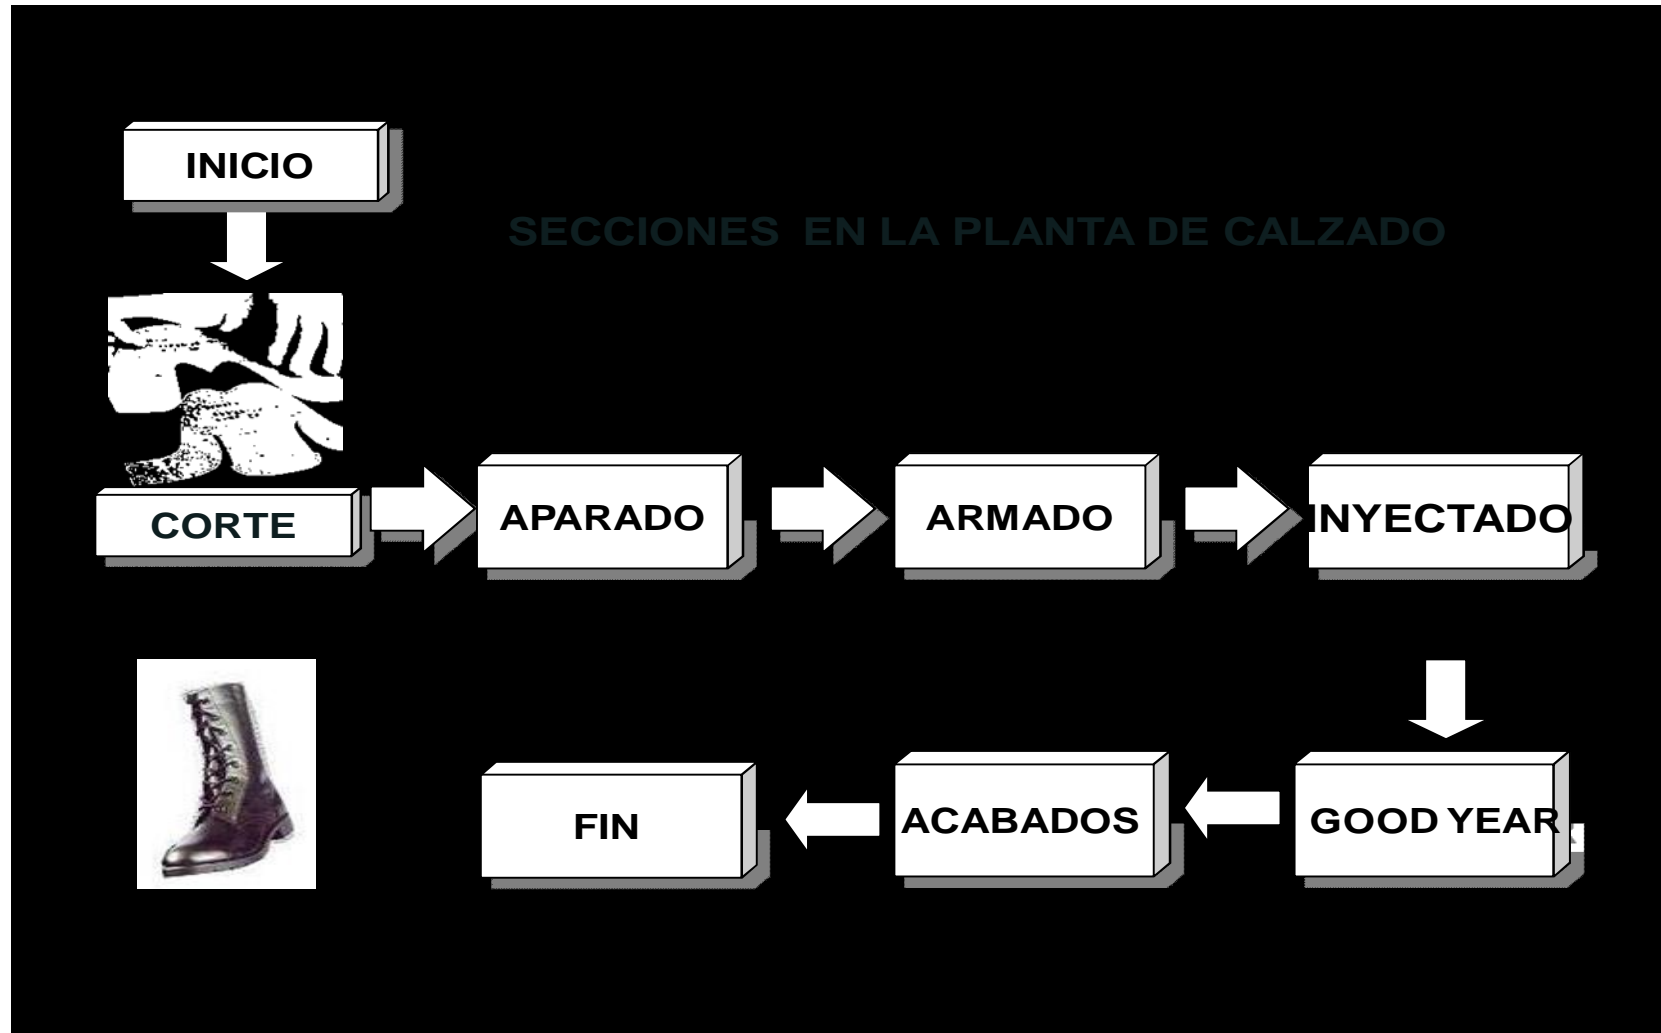 INICIO
SECCIONES EN LA PLANTA DE CALZADO
CORTE
APARADO
ARMADO
INYECTADO
GOOD YEAR
ACABADOS
FIN